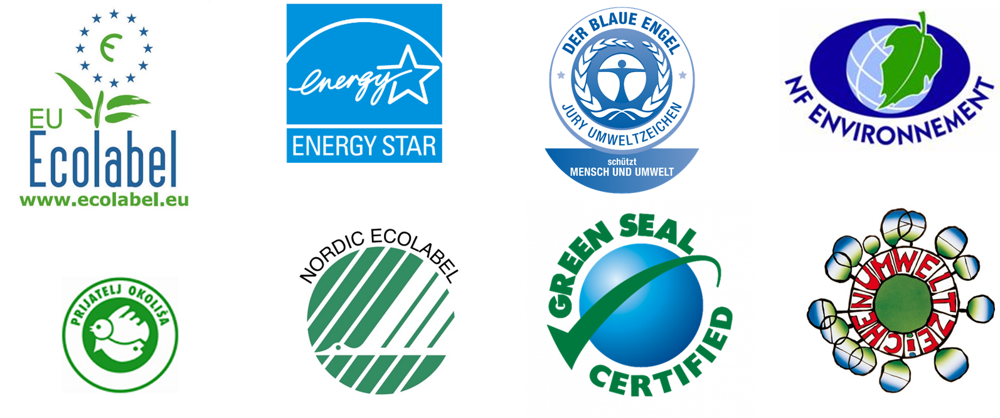 EU
Ecolabel
www.ecolabel.eu
energy
ENERGY STAR
DER BLAUE ENGEL
JURY UMWELTZEICHEN
schützt
MENSCH UND UMWELT
NF ENVIRONNEMENT
PRIJATELJ OKOLIŠA
NORDIC ECOLABEL
GREEN SEAL
CERTIFIED
UMWELTZEiCHEN